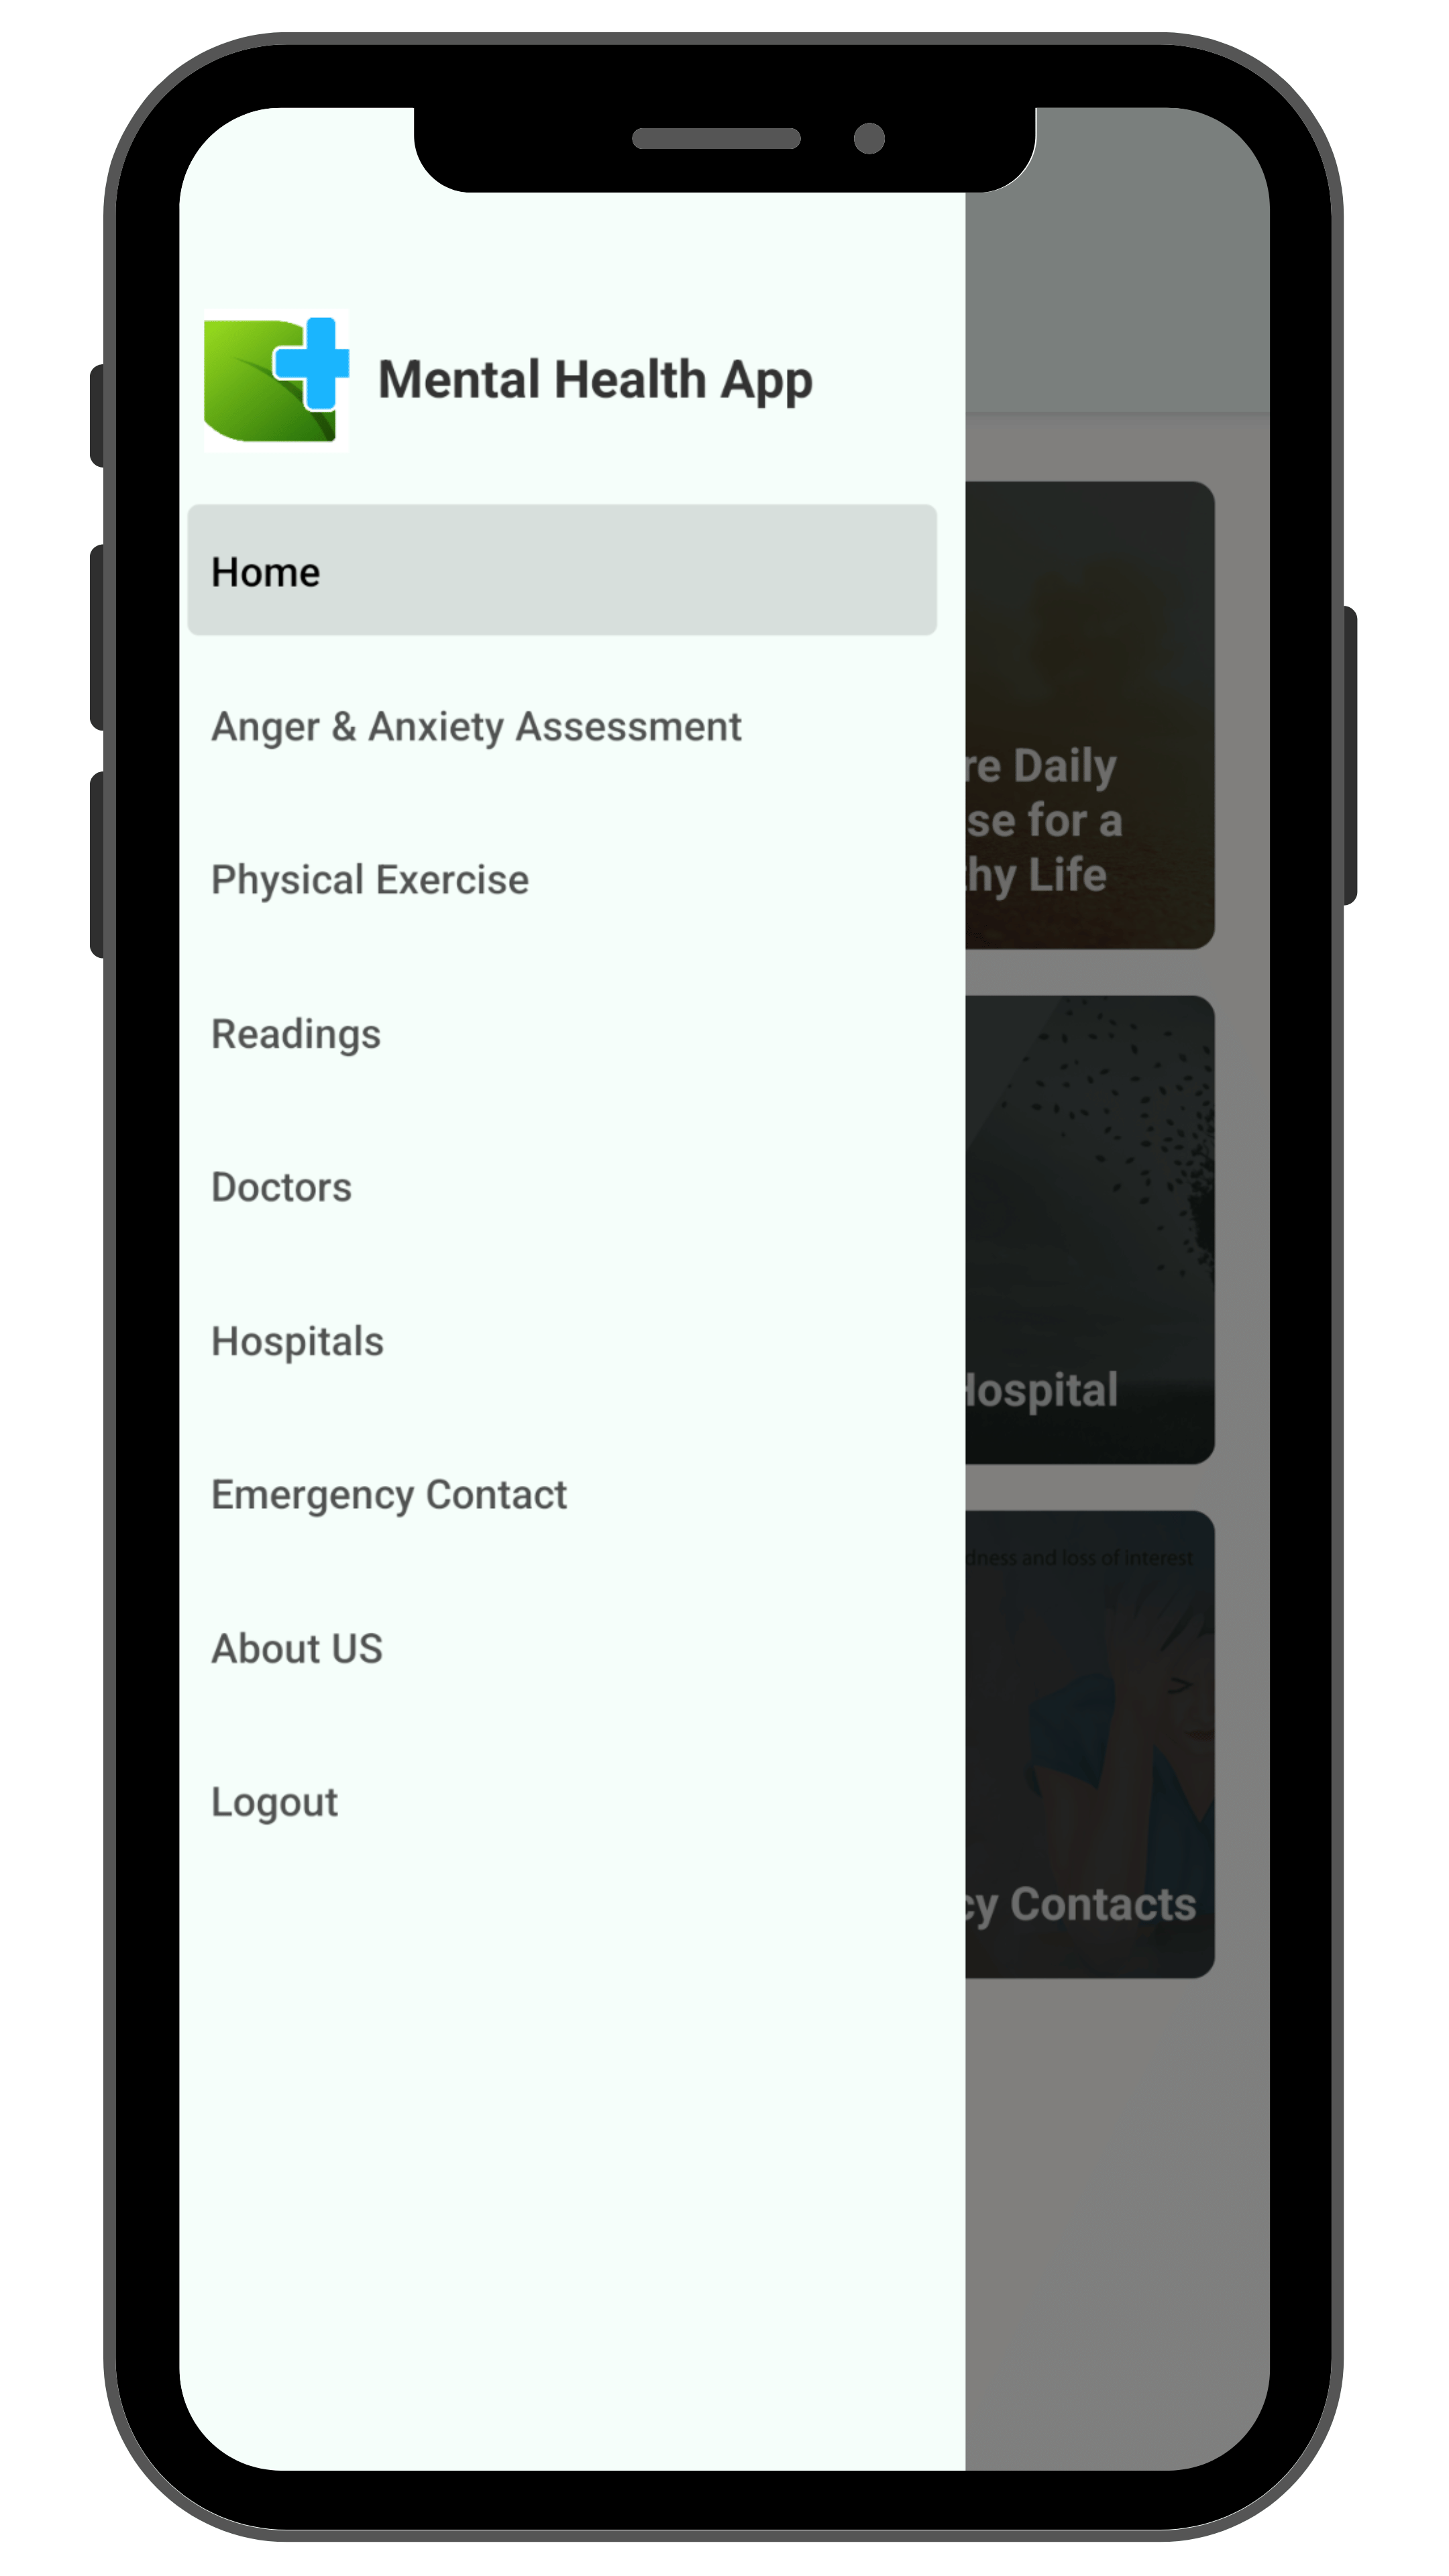 Mental Health App
Home
Anger & Anxiety Assessment
Physical Exercise
Readings
Doctors
Hospitals
Emergency Contact
About US
Logout
re Daily
se for a
hy Life
Hospital
dness and loss of interest
cy Contacts